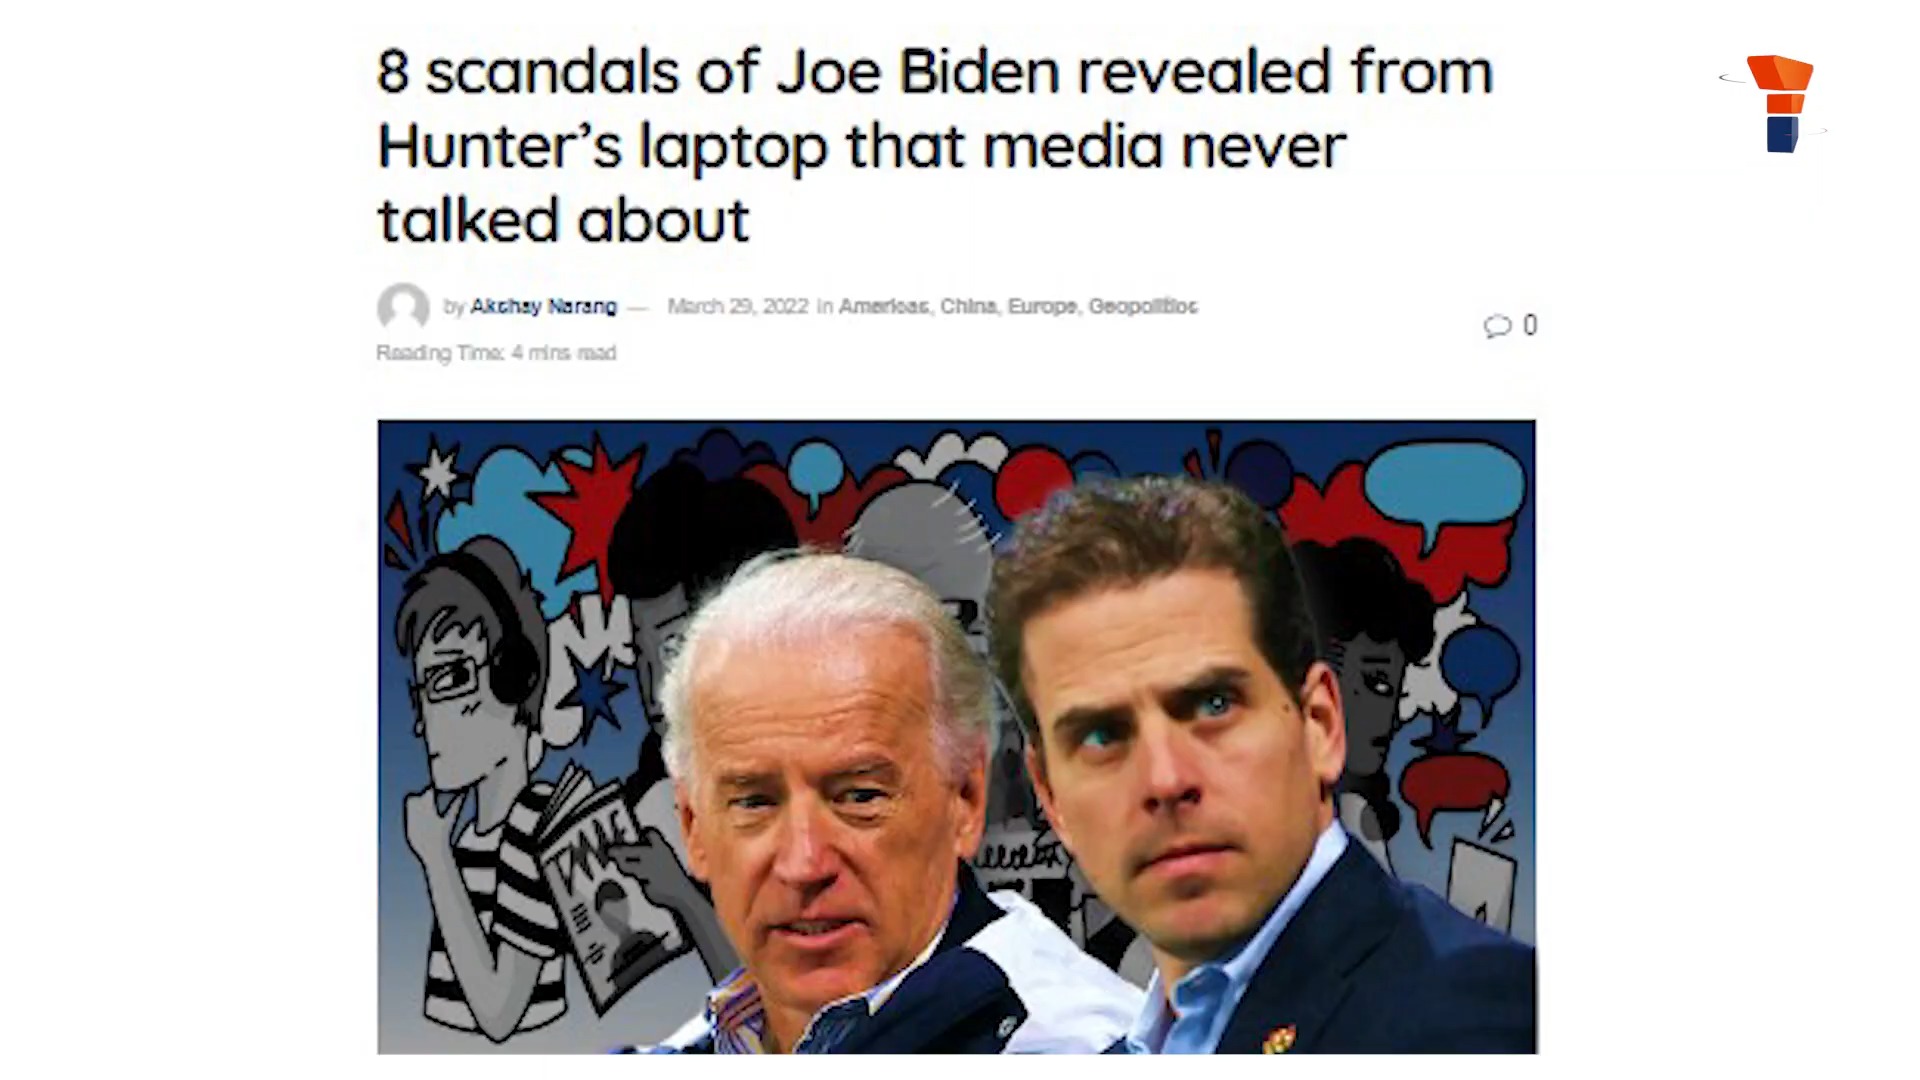 8 scandals of Joe Biden revealed from
Hunter's laptop that media never
talked about
by Akshay Narang — March 29, 2022 in Americas, China, Europe, Geopolitics
0
Reading Time: 4 mins read